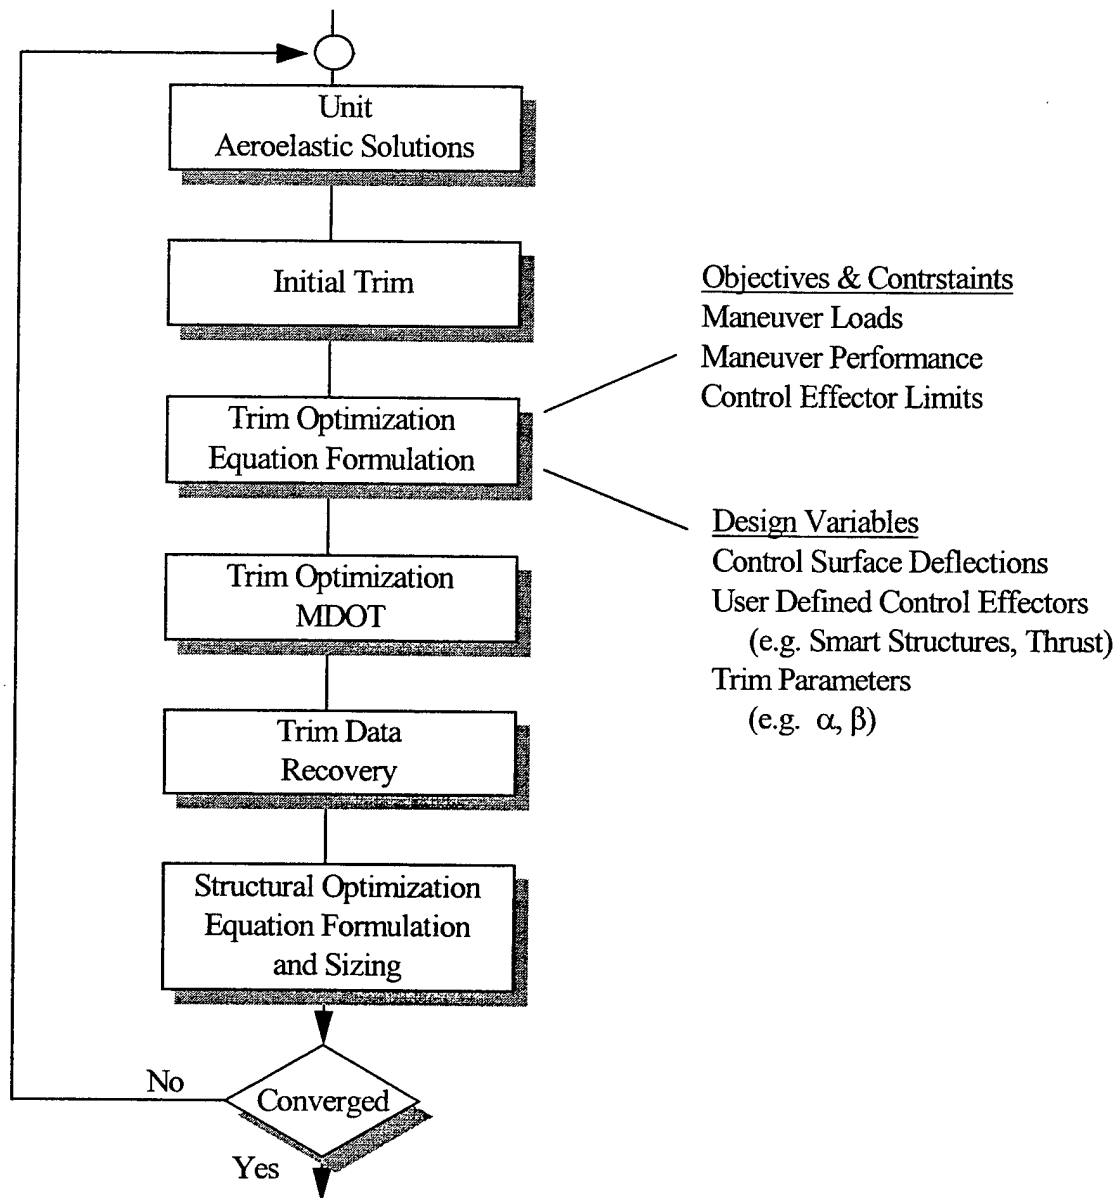 Unit
Aeroelastic Solutions
Initial Trim
Objectives & Contrstaints
Maneuver Loads
Maneuver Performance
Control Effector Limits
Trim Optimization
Equation Formulation
Design Variables
Control Surface Deflections
User Defined Control Effectors
(e.g. Smart Structures, Thrust)
Trim Parameters
(e.g. α, β)
Trim Optimization
MDOT
Trim Data
Recovery
Structural Optimization
Equation Formulation
and Sizing
No
Converged
Yes